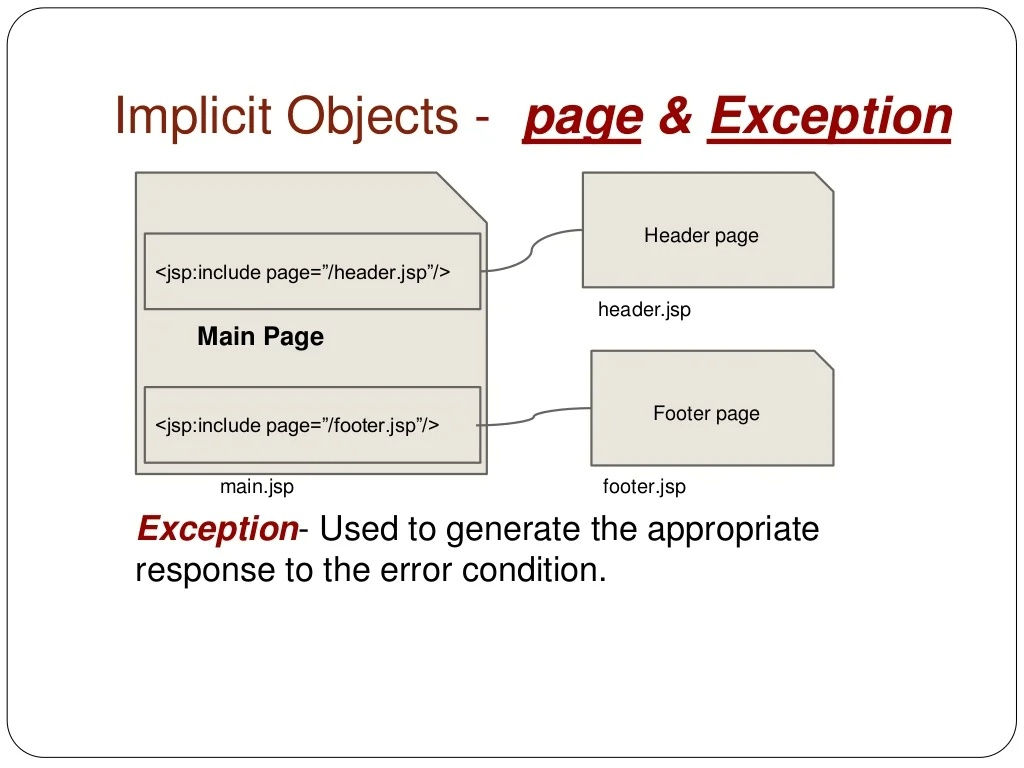 Implicit Objects - page & Exception
<jsp:include page=”/header.jsp”/>
Header page
header.jsp
Main Page
<jsp:include page=”/footer.jsp”/>
Footer page
main.jsp
footer.jsp
Exception- Used to generate the appropriate
response to the error condition.